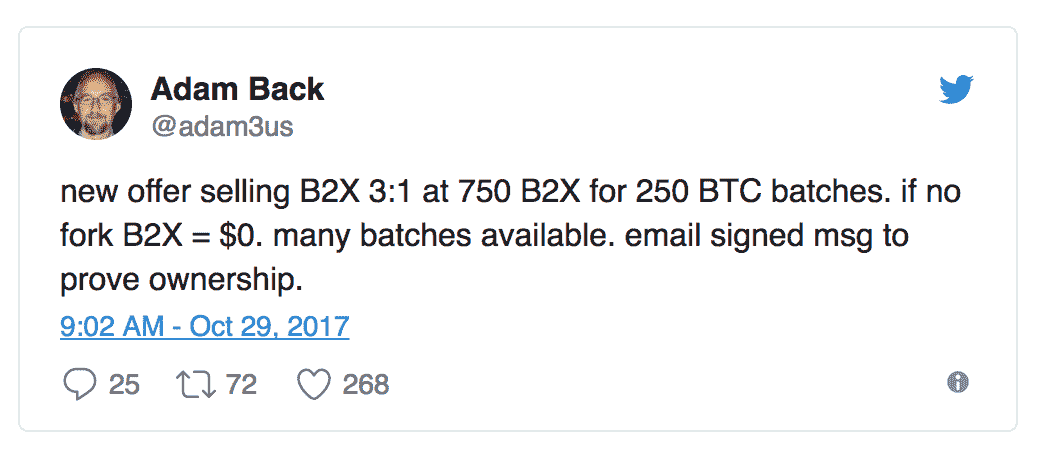 Adam Back
@adam3us
new offer selling B2X 3:1 at 750 B2X for 250 BTC batches. if no
fork B2X = $0. many batches available. email signed msg to
prove ownership.
9:02 AM - Oct 29, 2017
25 72 268